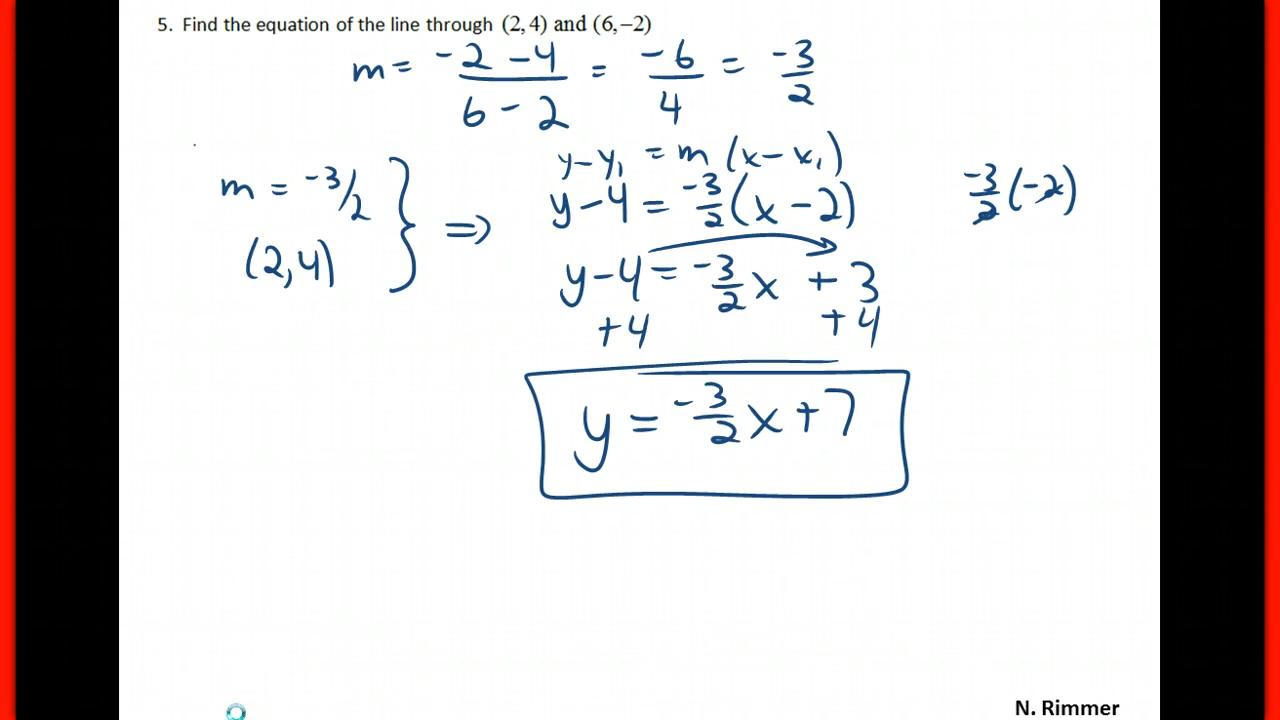 5. Find the equation of the line through (2,4) and (6,−2)
m = -2 -4 / 6 - 2 = -6/4 = -3/2
y - y₁ = m (x - x₁)
m = -3/2 } ⇒ y - 4 = -3/2 (x - 2)
-3/2 (-2)
(2,4)
y - 4 = -3/2 x + 3
+4 +4
y = -3/2 x + 7
N. Rimmer